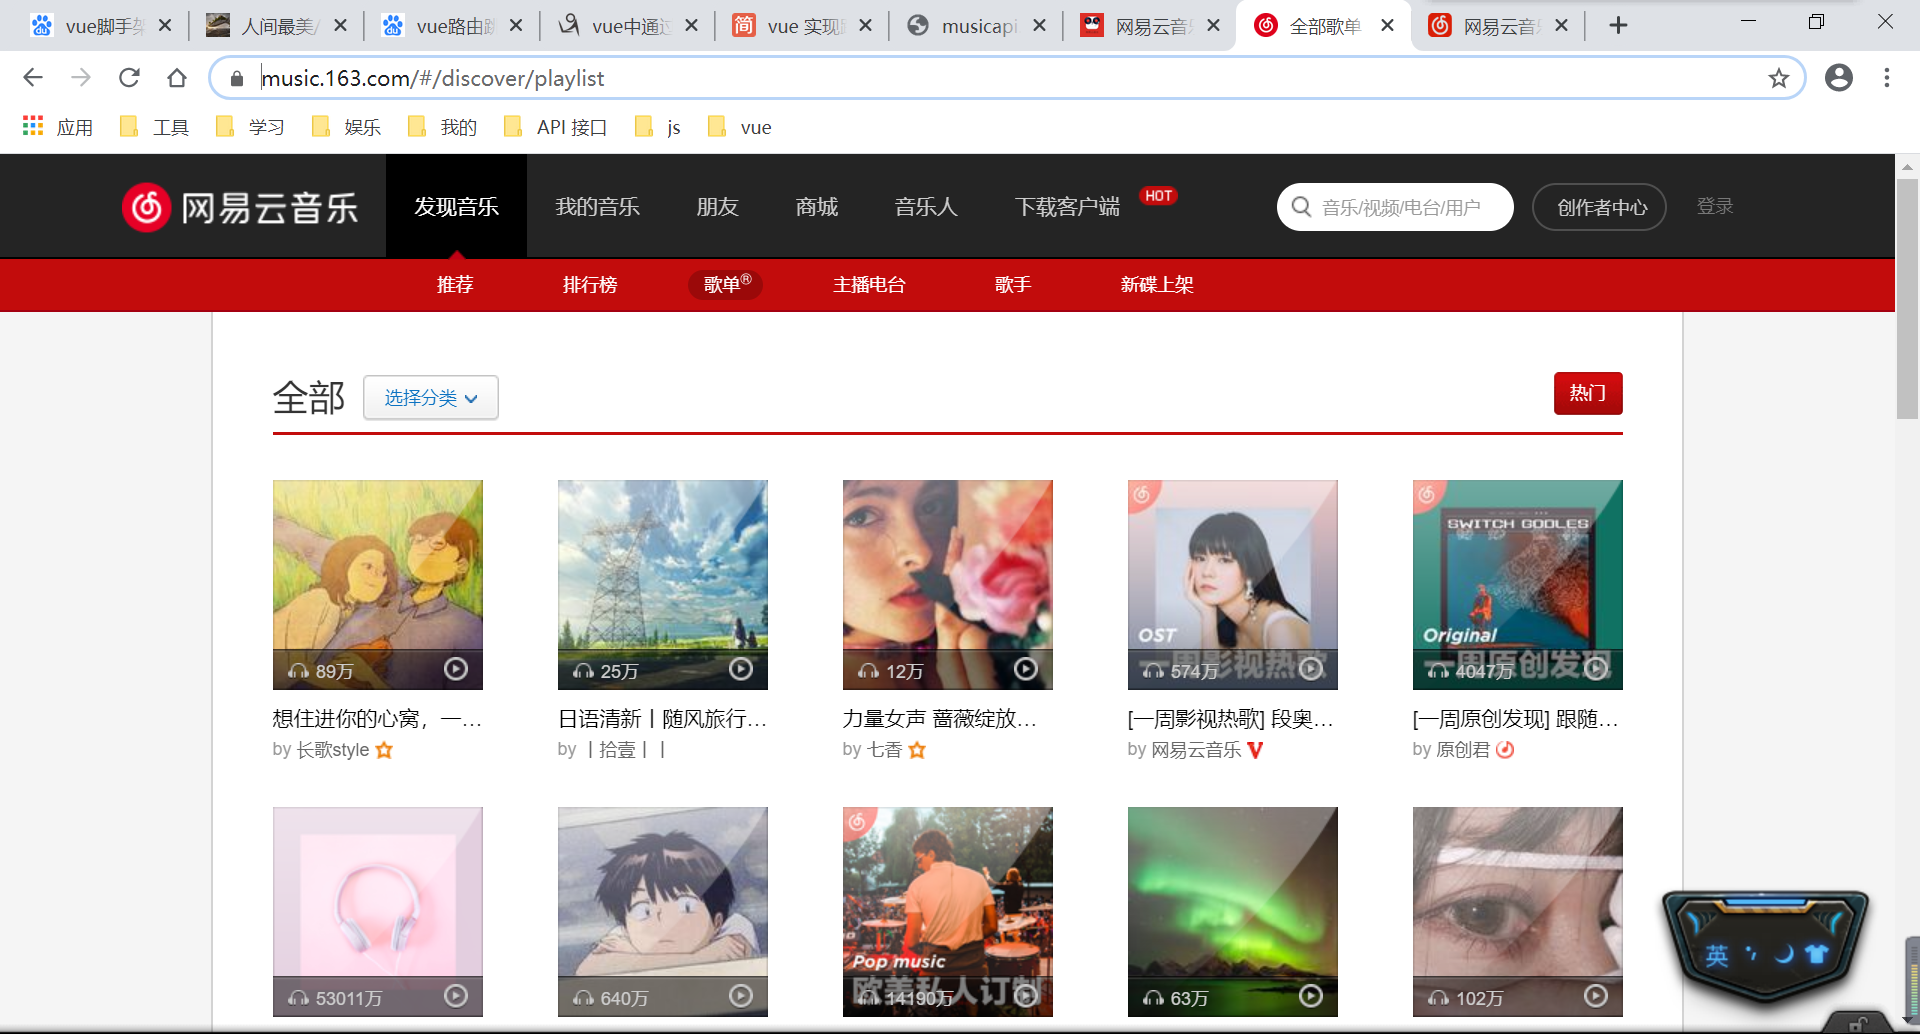 vue脚手架
人间最美/
vue路由跳
vue中通过
vue 实现
musicapi
网易云音乐
全部歌单
网易云音乐
music.163.com/#/discover/playlist
应用
工具
学习
娱乐
我的
API 接口
js
vue
网易云音乐
发现音乐
我的音乐
朋友
商城
音乐人
下载客户端
HOT
音乐/视频/电台/用户
创作者中心
登录
推荐
排行榜
歌单®
主播电台
歌手
新碟上架
全部
选择分类
热门
89万
25万
12万
OST
一周影视热歌
574万
SWITCH GODLES
Original
一周原创发现
4047万
想住进你的心窝，一...
日语清新丨随风旅行...
力量女声 蔷薇绽放...
[一周影视热歌] 段奥...
[一周原创发现] 跟随...
by 长歌style
by 丨拾壹丨丨
by 七香
by 网易云音乐
by 原创君
53011万
640万
Pop music
欧美私人订制
14190万
63万
102万
英